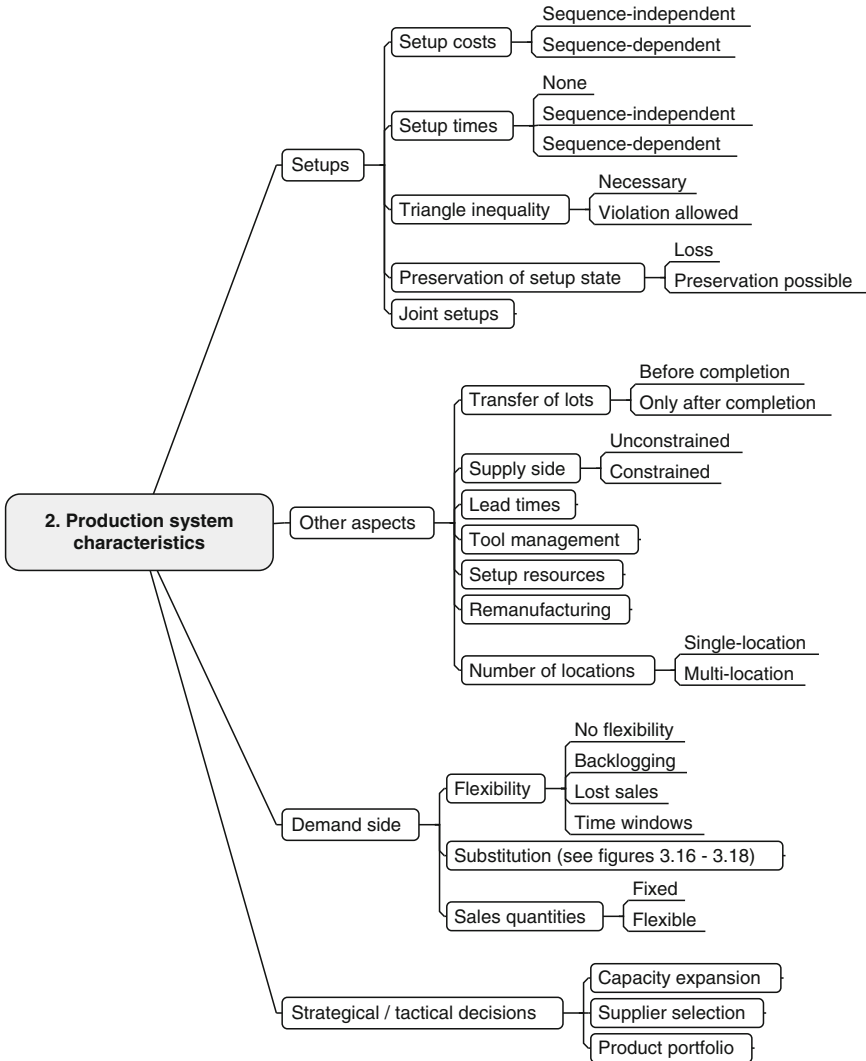 Setup costs
Sequence-independent
Sequence-dependent
Setup times
None
Sequence-independent
Sequence-dependent
Setups
Triangle inequality
Necessary
Violation allowed
Preservation of setup state
Loss
Preservation possible
Joint setups
2. Production system
characteristics
Other aspects
Transfer of lots
Before completion
Only after completion
Supply side
Unconstrained
Constrained
Lead times
Tool management
Setup resources
Remanufacturing
Number of locations
Single-location
Multi-location
Demand side
Flexibility
No flexibility
Backlogging
Lost sales
Time windows
Substitution (see figures 3.16 - 3.18)
Sales quantities
Fixed
Flexible
Strategical / tactical decisions
Capacity expansion
Supplier selection
Product portfolio